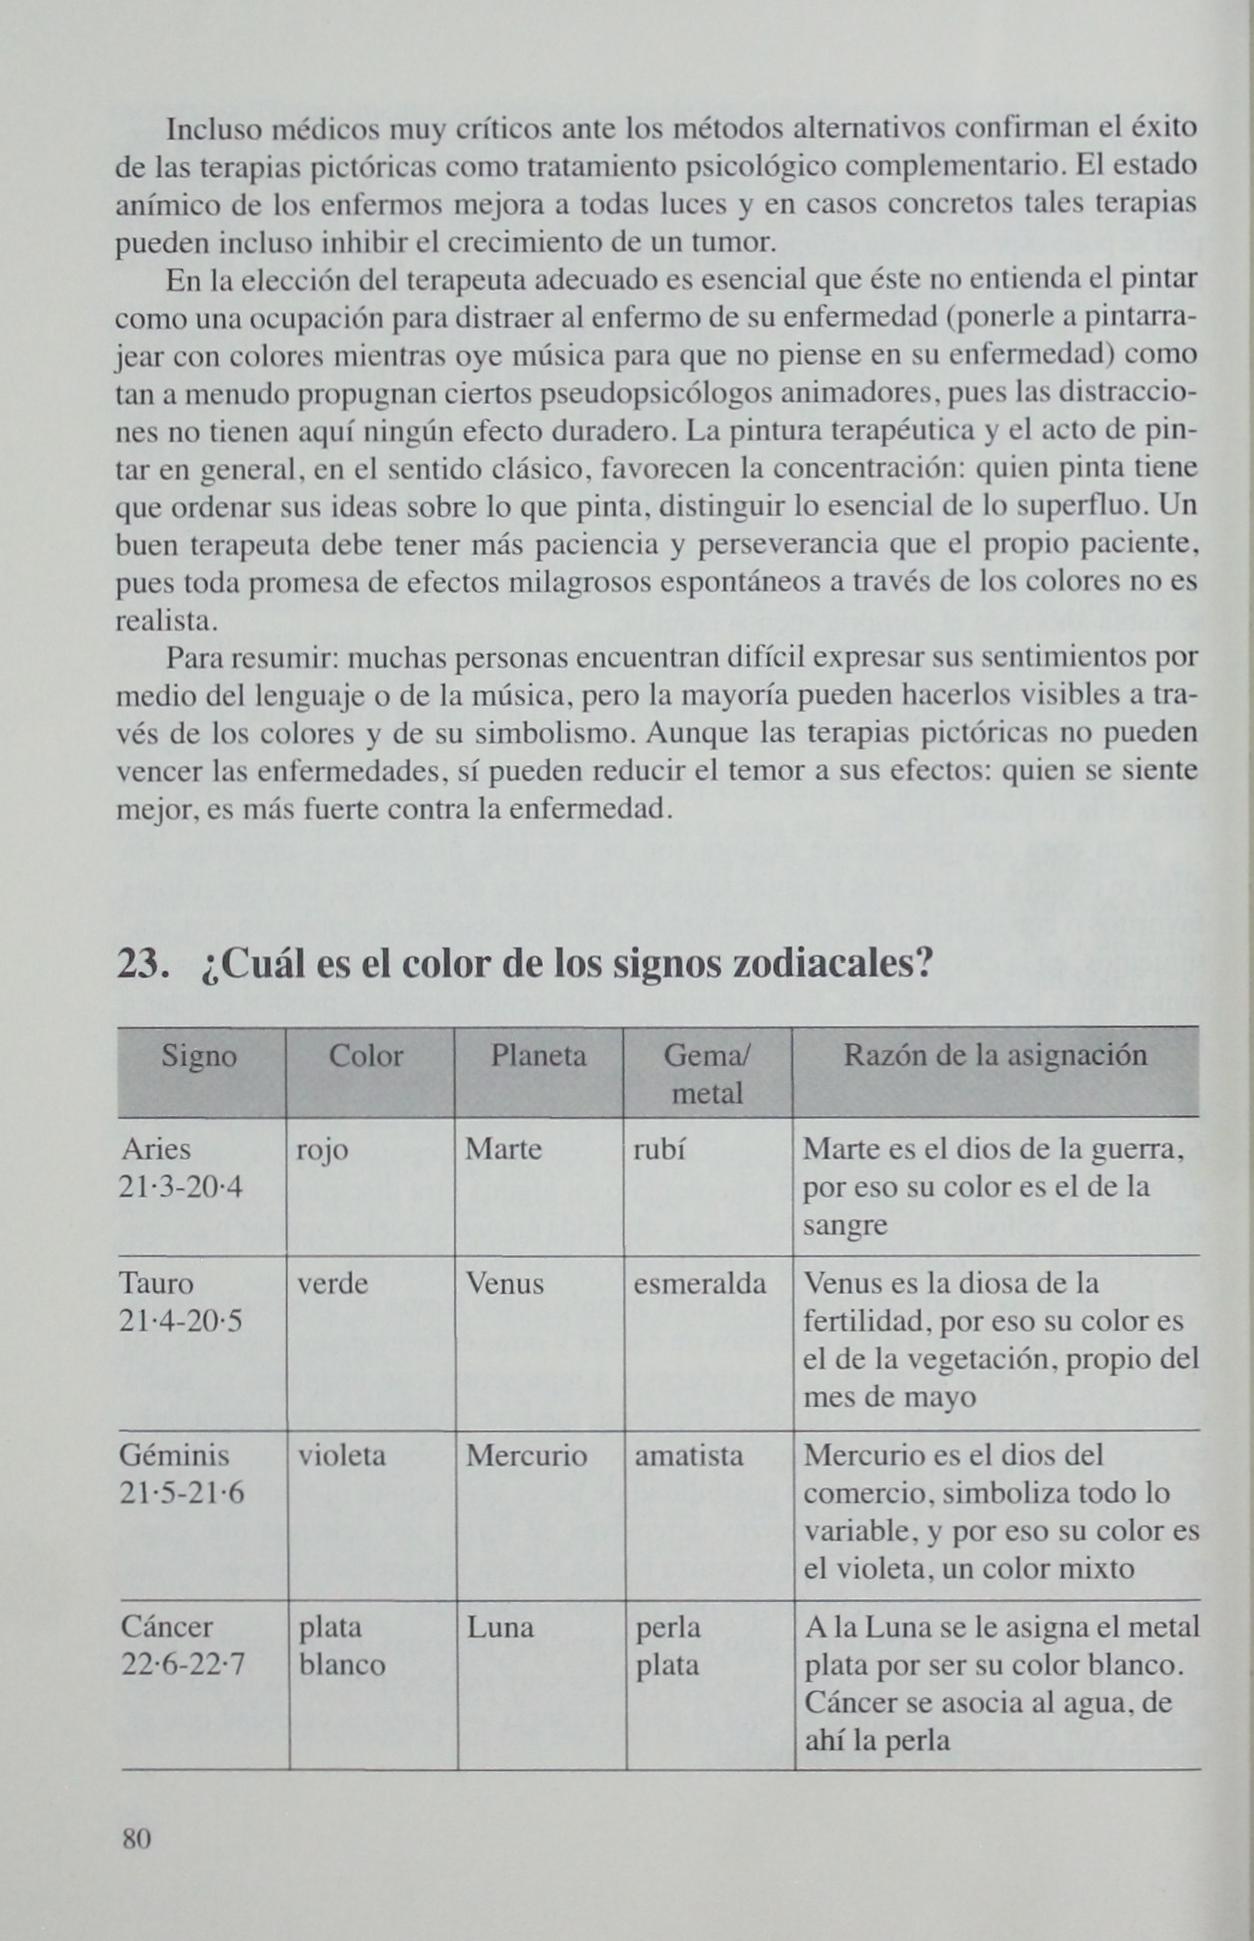 Incluso médicos muy críticos ante los métodos alternativos confirman el éxito
de las terapias pictóricas como tratamiento psicológico complementario. El estado
anímico de los enfermos mejora a todas luces y en casos concretos tales terapias
pueden incluso inhibir el crecimiento de un tumor.
En la elección del terapeuta adecuado es esencial que éste no entienda el pintar
como una ocupación para distraer al enfermo de su enfermedad (ponerle a pintarra-
jear con colores mientras oye música para que no piense en su enfermedad) como
tan a menudo propugnan ciertos pseudopsicólogos animadores, pues las distraccio-
nes no tienen aquí ningún efecto duradero. La pintura terapéutica y el acto de pin-
tar en general, en el sentido clásico, favorecen la concentración: quien pinta tiene
que ordenar sus ideas sobre lo que pinta, distinguir lo esencial de lo superfluo. Un
buen terapeuta debe tener más paciencia y perseverancia que el propio paciente,
pues toda promesa de efectos milagrosos espontáneos a través de los colores no es
realista.
Para resumir: muchas personas encuentran difícil expresar sus sentimientos por
medio del lenguaje o de la música, pero la mayoría pueden hacerlos visibles a tra-
vés de los colores y de su simbolismo. Aunque las terapias pictóricas no pueden
vencer las enfermedades, sí pueden reducir el temor a sus efectos: quien se siente
mejor, es más fuerte contra la enfermedad.
23. ¿Cuál es el color de los signos zodiacales?
Signo Color Planeta Gema/ Razón de la asignación
metal
Aries rojo Marte rubí Marte es el dios de la guerra,
21·3-20·4 por eso su color es el de la
sangre
Tauro verde Venus esmeralda Venus es la diosa de la
21·4-20·5 fertilidad, por eso su color es
el de la vegetación, propio del
mes de mayo
Géminis violeta Mercurio amatista Mercurio es el dios del
21·5-21·6 comercio, simboliza todo lo
variable, y por eso su color es
el violeta, un color mixto
Cáncer plata Luna perla A la Luna se le asigna el metal
22·6-22·7 blanco plata plata por ser su color blanco.
Cáncer se asocia al agua, de
ahí la perla
80